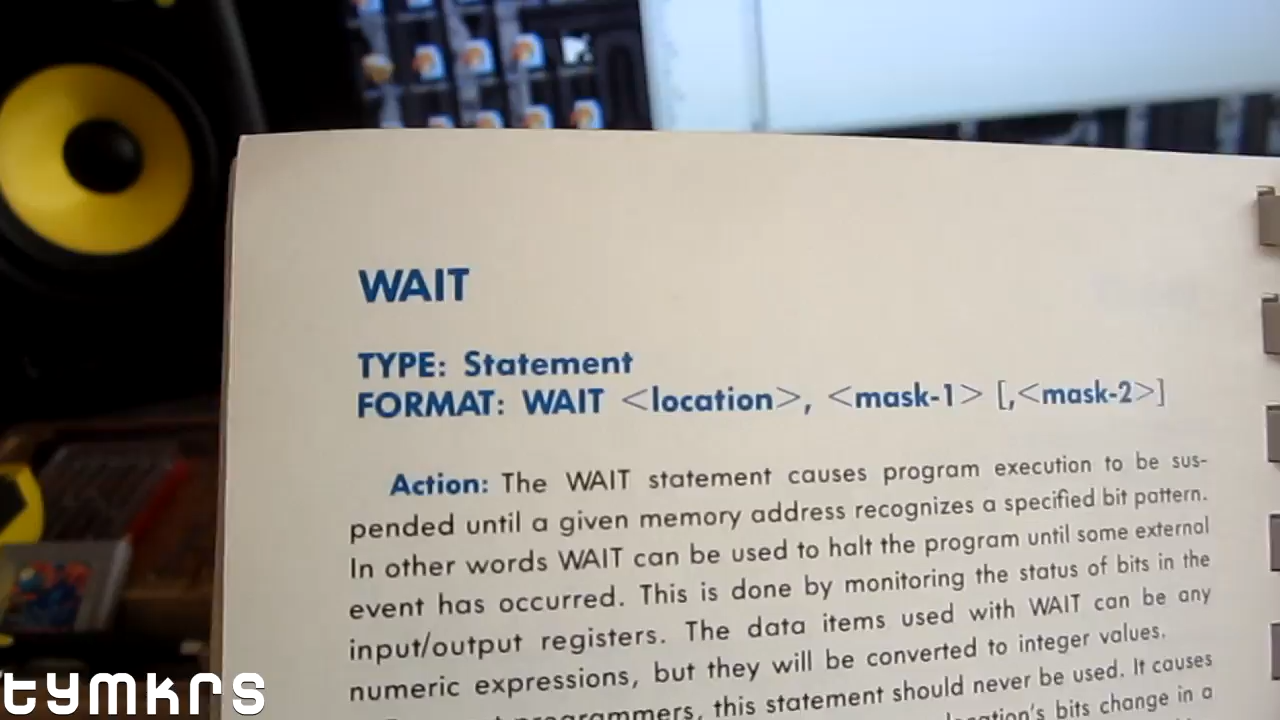 WAIT
TYPE: Statement
FORMAT: WAIT <location>, <mask-1> [,<mask-2>]
Action: The WAIT statement causes program execution to be sus-
pended until a given memory address recognizes a specified bit pattern.
In other words WAIT can be used to halt the program until some external
event has occurred. This is done by monitoring the status of bits in the
input/output registers. The data items used with WAIT can be any
numeric expressions, but they will be converted to integer values.
programmers, this statement should never be used. It causes
bits change in a
tymkrs